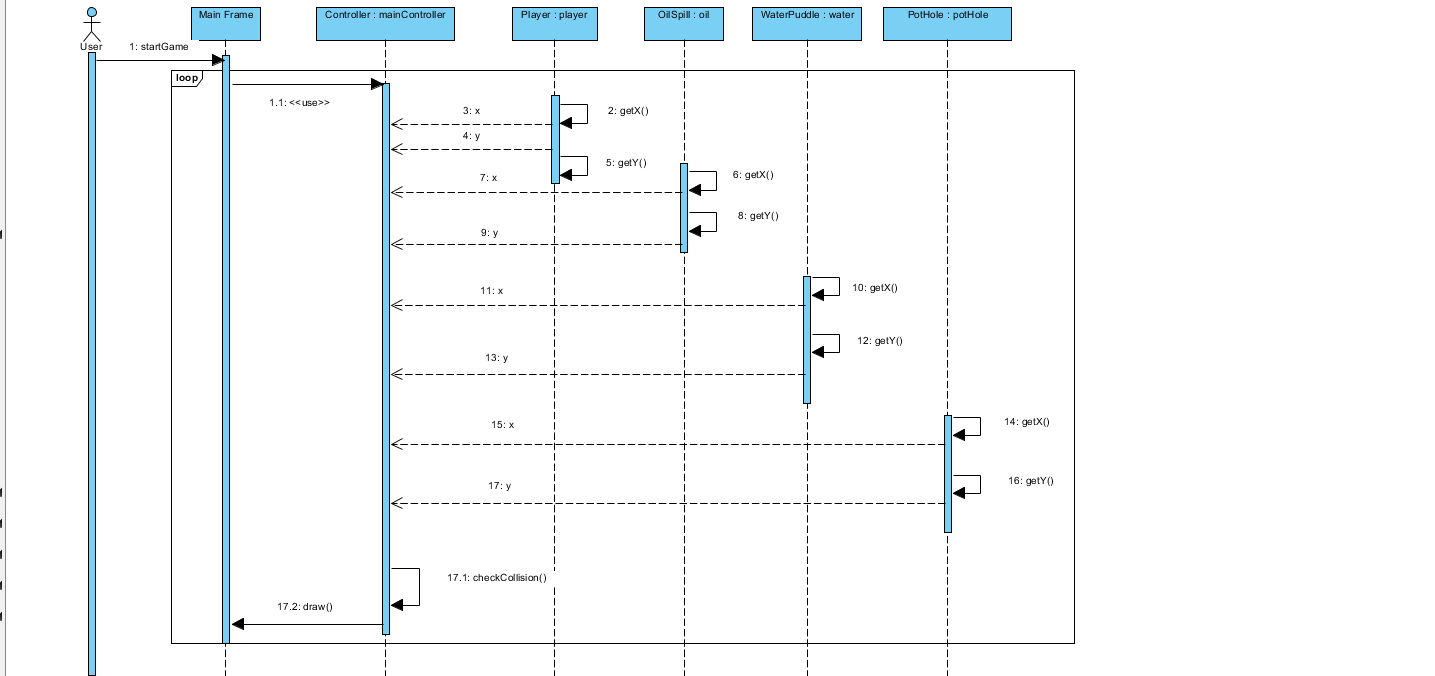 Main Frame
Controller : mainController
Player : player
OilSpill : oil
WaterPuddle : water
PotHole : potHole
User
1: startGame
loop
1.1: <<use>>
3: x
2: getX()
4: y
5: getY()
7: x
6: getX()
8: getY()
9: y
11: x
10: getX()
12: getY()
13: y
15: x
14: getX()
17: y
16: getY()
17.1: checkCollision()
17.2: draw()